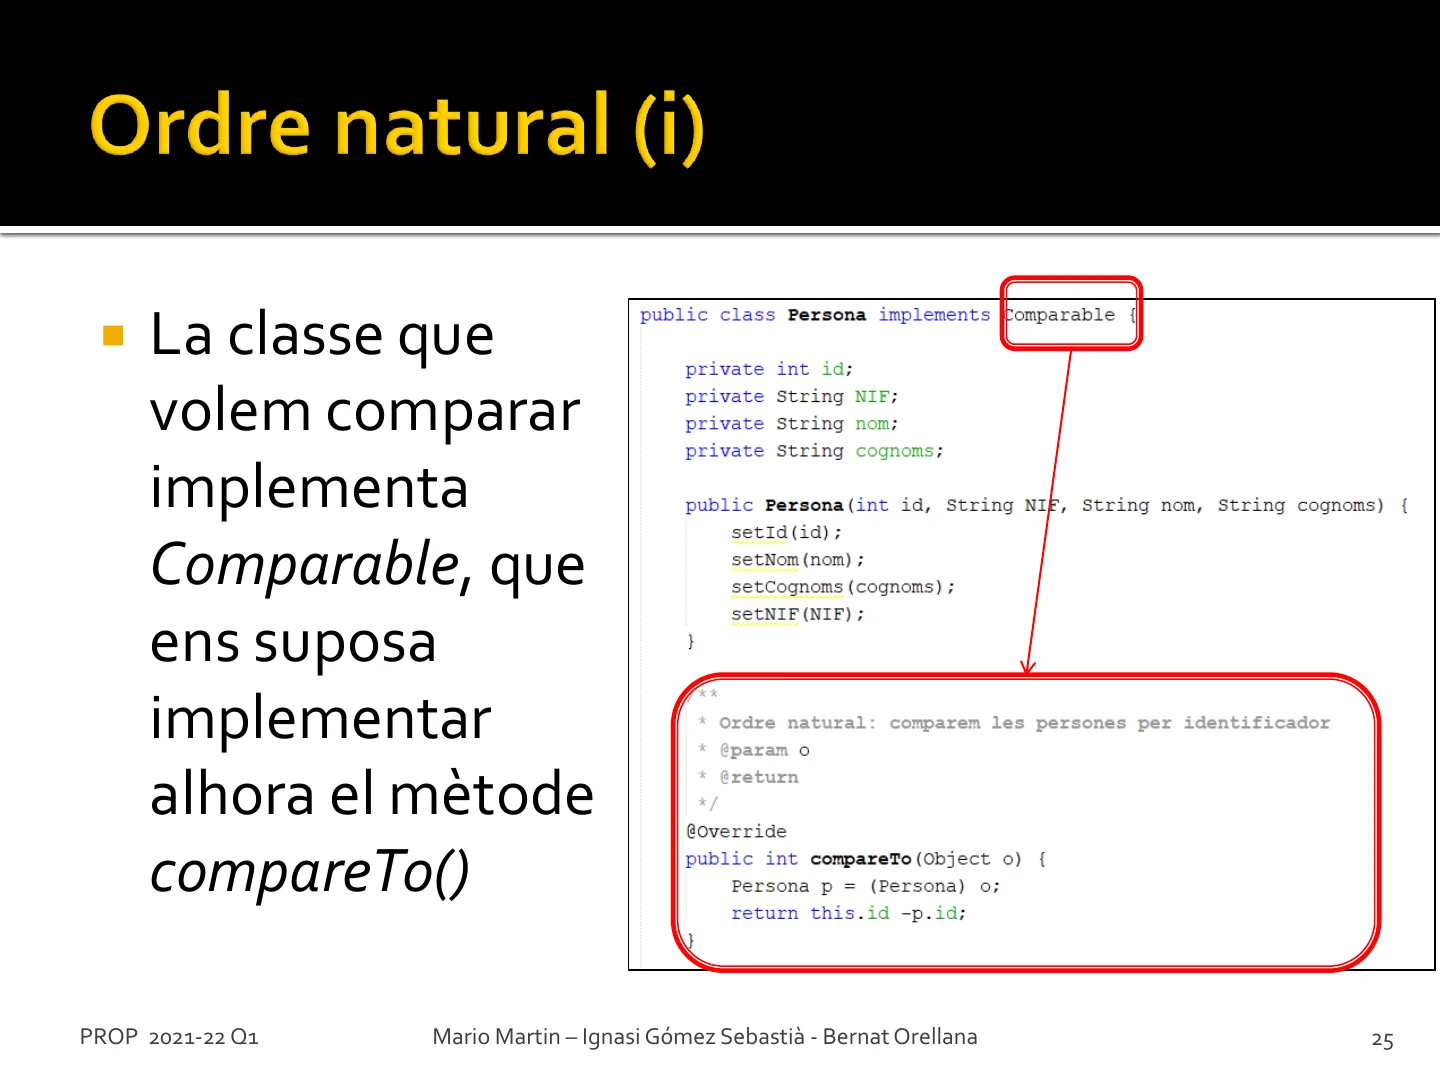 Ordre natural (i)
La classe que
volem comparar
implementa
Comparable, que
ens suposa
implementar
alhora el mètode
compareTo()
public class Persona implements Comparable {
private int id;
private String NIF;
private String nom;
private String cognoms;
public Persona(int id, String NIF, String nom, String cognoms) {
setId(id);
setNom(nom);
setCognoms(cognoms);
setNIF(NIF);
}
/**
* Ordre natural: comparem les persones per identificador
* @param o
* @return
*/
@Override
public int compareTo(Object o) {
Persona p = (Persona) o;
return this.id -p.id;
}
PROP 2021-22 Q1
Mario Martin – Ignasi Gómez Sebastià - Bernat Orellana
25